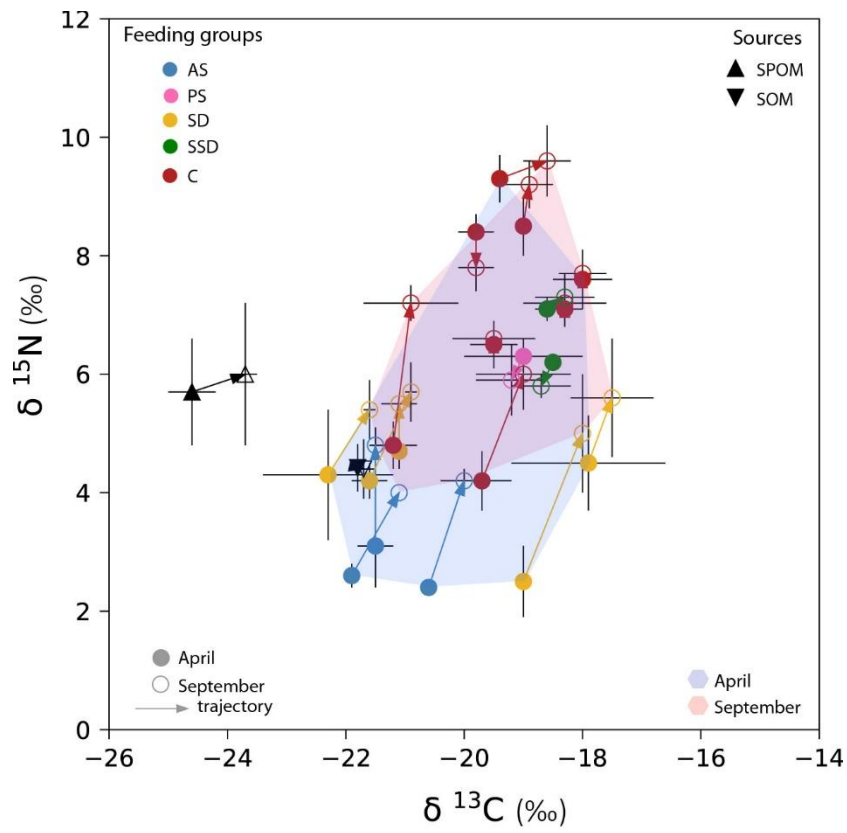 Feeding groups
AS
PS
SD
SSD
C
Sources
SPOM
SOM
12
10
8
6
4
2
0
δ 15N (‰)
April
September
trajectory
April
September
−26 −24 −22 −20 −18 −16 −14
δ 13C (‰)